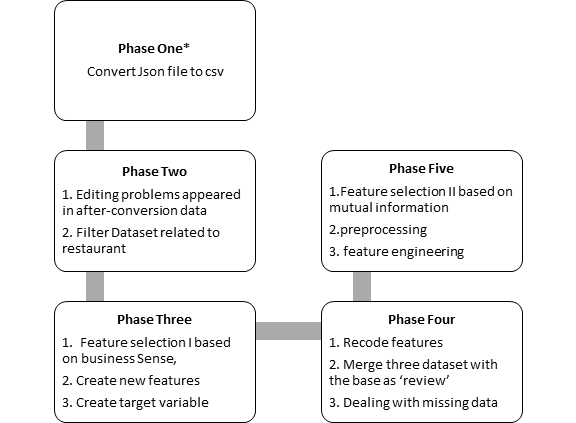 Phase One*
Convert Json file to csv
Phase Two
1. Editing problems appeared
in after-conversion data
2. Filter Dataset related to
restaurant
Phase Three
1. Feature selection I based
on business Sense,
2. Create new features
3. Create target variable
Phase Four
1. Recode features
2. Merge three dataset with
the base as ‘review’
3. Dealing with missing data
Phase Five
1.Feature selection II based on
mutual information
2.preprocessing
3. feature engineering